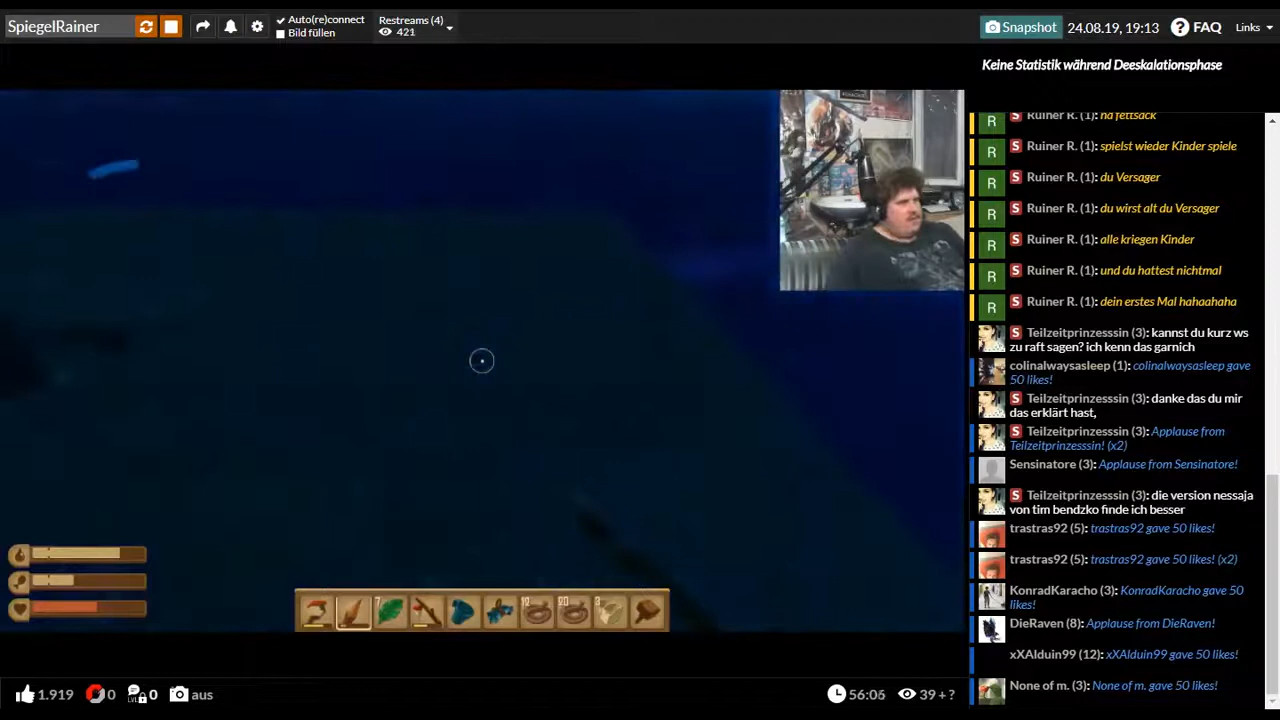 SpiegelRainer
Auto(re)connect
Bild füllen
Restreams (4)
421
Snapshot
24.08.19, 19:13
FAQ
Links
Keine Statistik während Deeskalationsphase
R S Ruiner R. (1): na fettsack
R S Ruiner R. (1): spielst wieder Kinder spiele
R S Ruiner R. (1): du Versager
R S Ruiner R. (1): du wirst alt du Versager
R S Ruiner R. (1): alle kriegen Kinder
R S Ruiner R. (1): und du hattest nichtmal
R S Ruiner R. (1): dein erstes Mal hahaahaha
S Teilzeitprinzesssin (3): kannst du kurz ws
zu raft sagen? ich kenn das garnich
colinalwaysasleep (1): colinalwaysasleep gave
50 likes!
S Teilzeitprinzesssin (3): danke das du mir
das erklärt hast,
S Teilzeitprinzesssin (3): Applause from
Teilzeitprinzesssin! (x2)
Sensinatore (3): Applause from Sensinatore!
S Teilzeitprinzesssin (3): die version nessaja
von tim bendzko finde ich besser
trastras92 (5): trastras92 gave 50 likes!
trastras92 (5): trastras92 gave 50 likes! (x2)
KonradKaracho (3): KonradKaracho gave 50
likes!
DieRaven (8): Applause from DieRaven!
xXAlduin99 (12): xXAlduin99 gave 50 likes!
None of m. (3): None of m. gave 50 likes!
7
12
20
3
1.919
0
LVL
0
aus
56:06
39 + ?